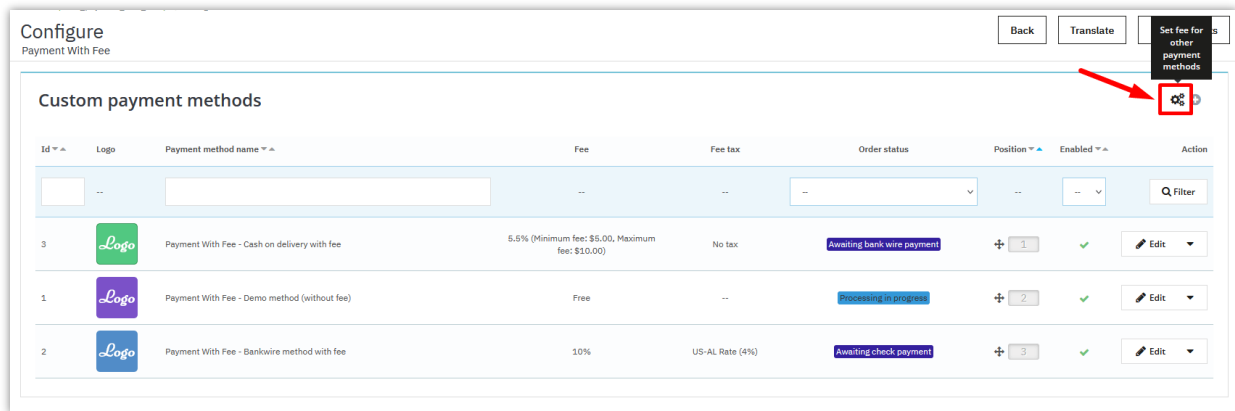 Configure
Payment With Fee
Back
Translate
Set fee for
other
payment
methods
Custom payment methods
Id
Logo
Payment method name
Fee
Fee tax
Order status
Position
Enabled
Action
--
--
--
--
--
--
Filter
3
Logo
Payment With Fee - Cash on delivery with fee
5.5% (Minimum fee: $5.00, Maximum
fee: $10.00)
No tax
Awaiting bank wire payment
1
Edit
1
Logo
Payment With Fee - Demo method (without fee)
Free
--
Processing in progress
2
Edit
2
Logo
Payment With Fee - Bankwire method with fee
10%
US-AL Rate (4%)
Awaiting check payment
3
Edit